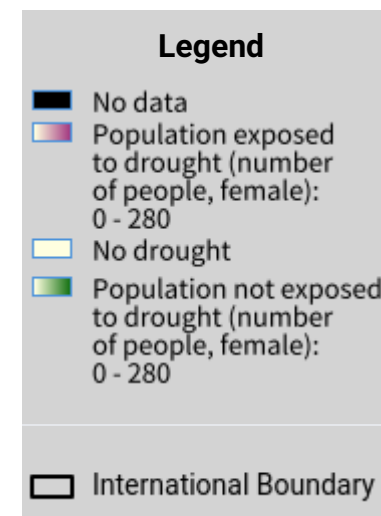 Legend
No data
Population exposed
to drought (number
of people, female):
0 - 280
No drought
Population not exposed
to drought (number
of people, female):
0 - 280
International Boundary